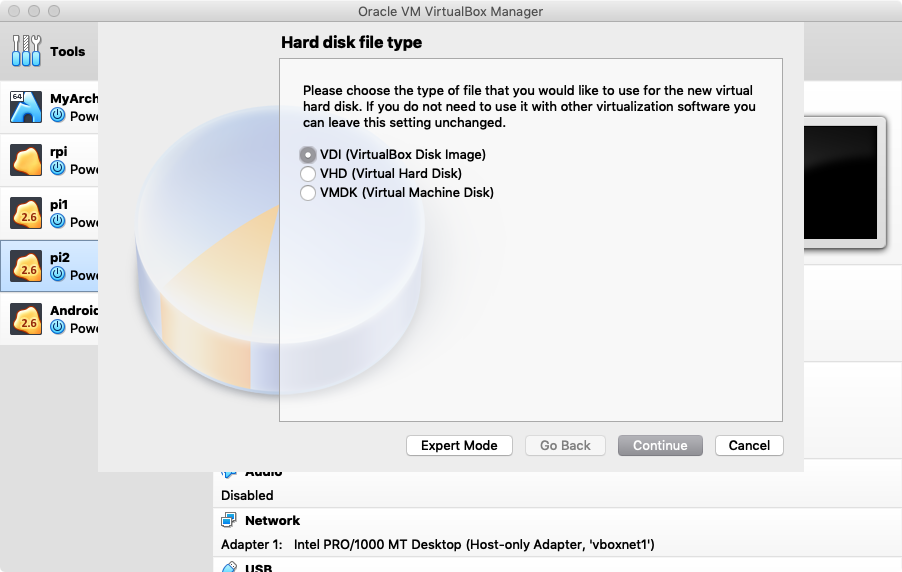 Oracle VM VirtualBox Manager
Tools
64
MyArch
Powe
rpi
Powe
2.6
pi1
Powe
2.6
pi2
Powe
2.6
Android
Powe
Hard disk file type
Please choose the type of file that you would like to use for the new virtual
hard disk. If you do not need to use it with other virtualization software you
can leave this setting unchanged.
VDI (VirtualBox Disk Image)
VHD (Virtual Hard Disk)
VMDK (Virtual Machine Disk)
Expert Mode
Go Back
Continue
Cancel
Audio
Disabled
Network
Adapter 1: Intel PRO/1000 MT Desktop (Host-only Adapter, 'vboxnet1')
USB